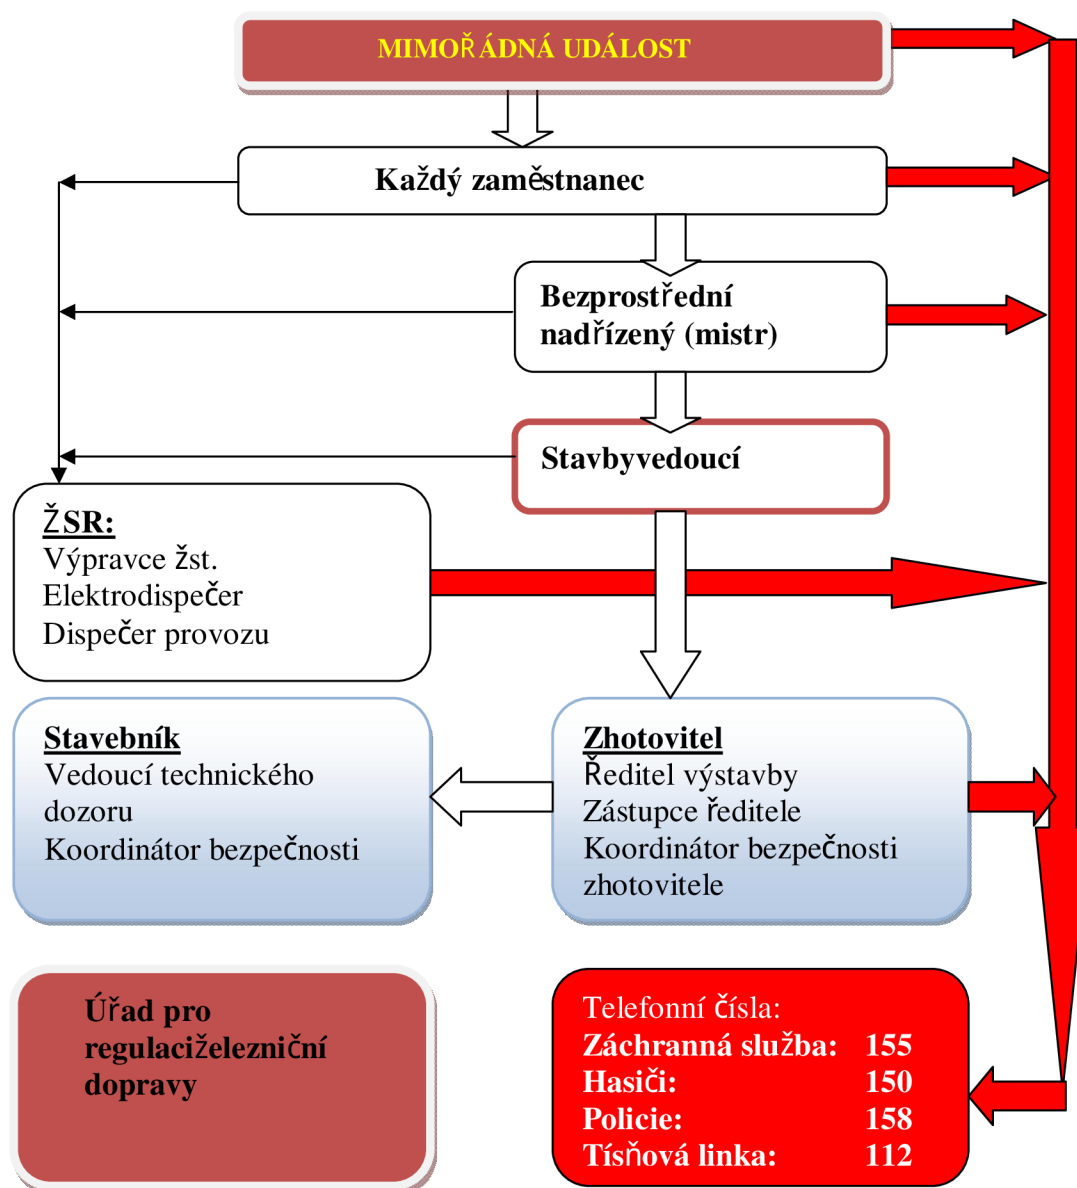 MIMOŘÁDNÁ UDÁLOST
Každý zaměstnanec
Bezprostřední
nadřízený (mistr)
Stavbyvedoucí
ŽSR:
Výpravce žst.
Elektrodispečer
Dispečer provozu
Stavebník
Vedoucí technického
dozoru
Koordinátor bezpečnosti
Zhotovitel
Ředitel výstavby
Zástupce ředitele
Koordinátor bezpečnosti
zhotovitele
Úřad pro
regulaciželezniční
dopravy
Telefonní čísla:
Záchranná služba: 155
Hasiči: 150
Policie: 158
Tísňová linka: 112